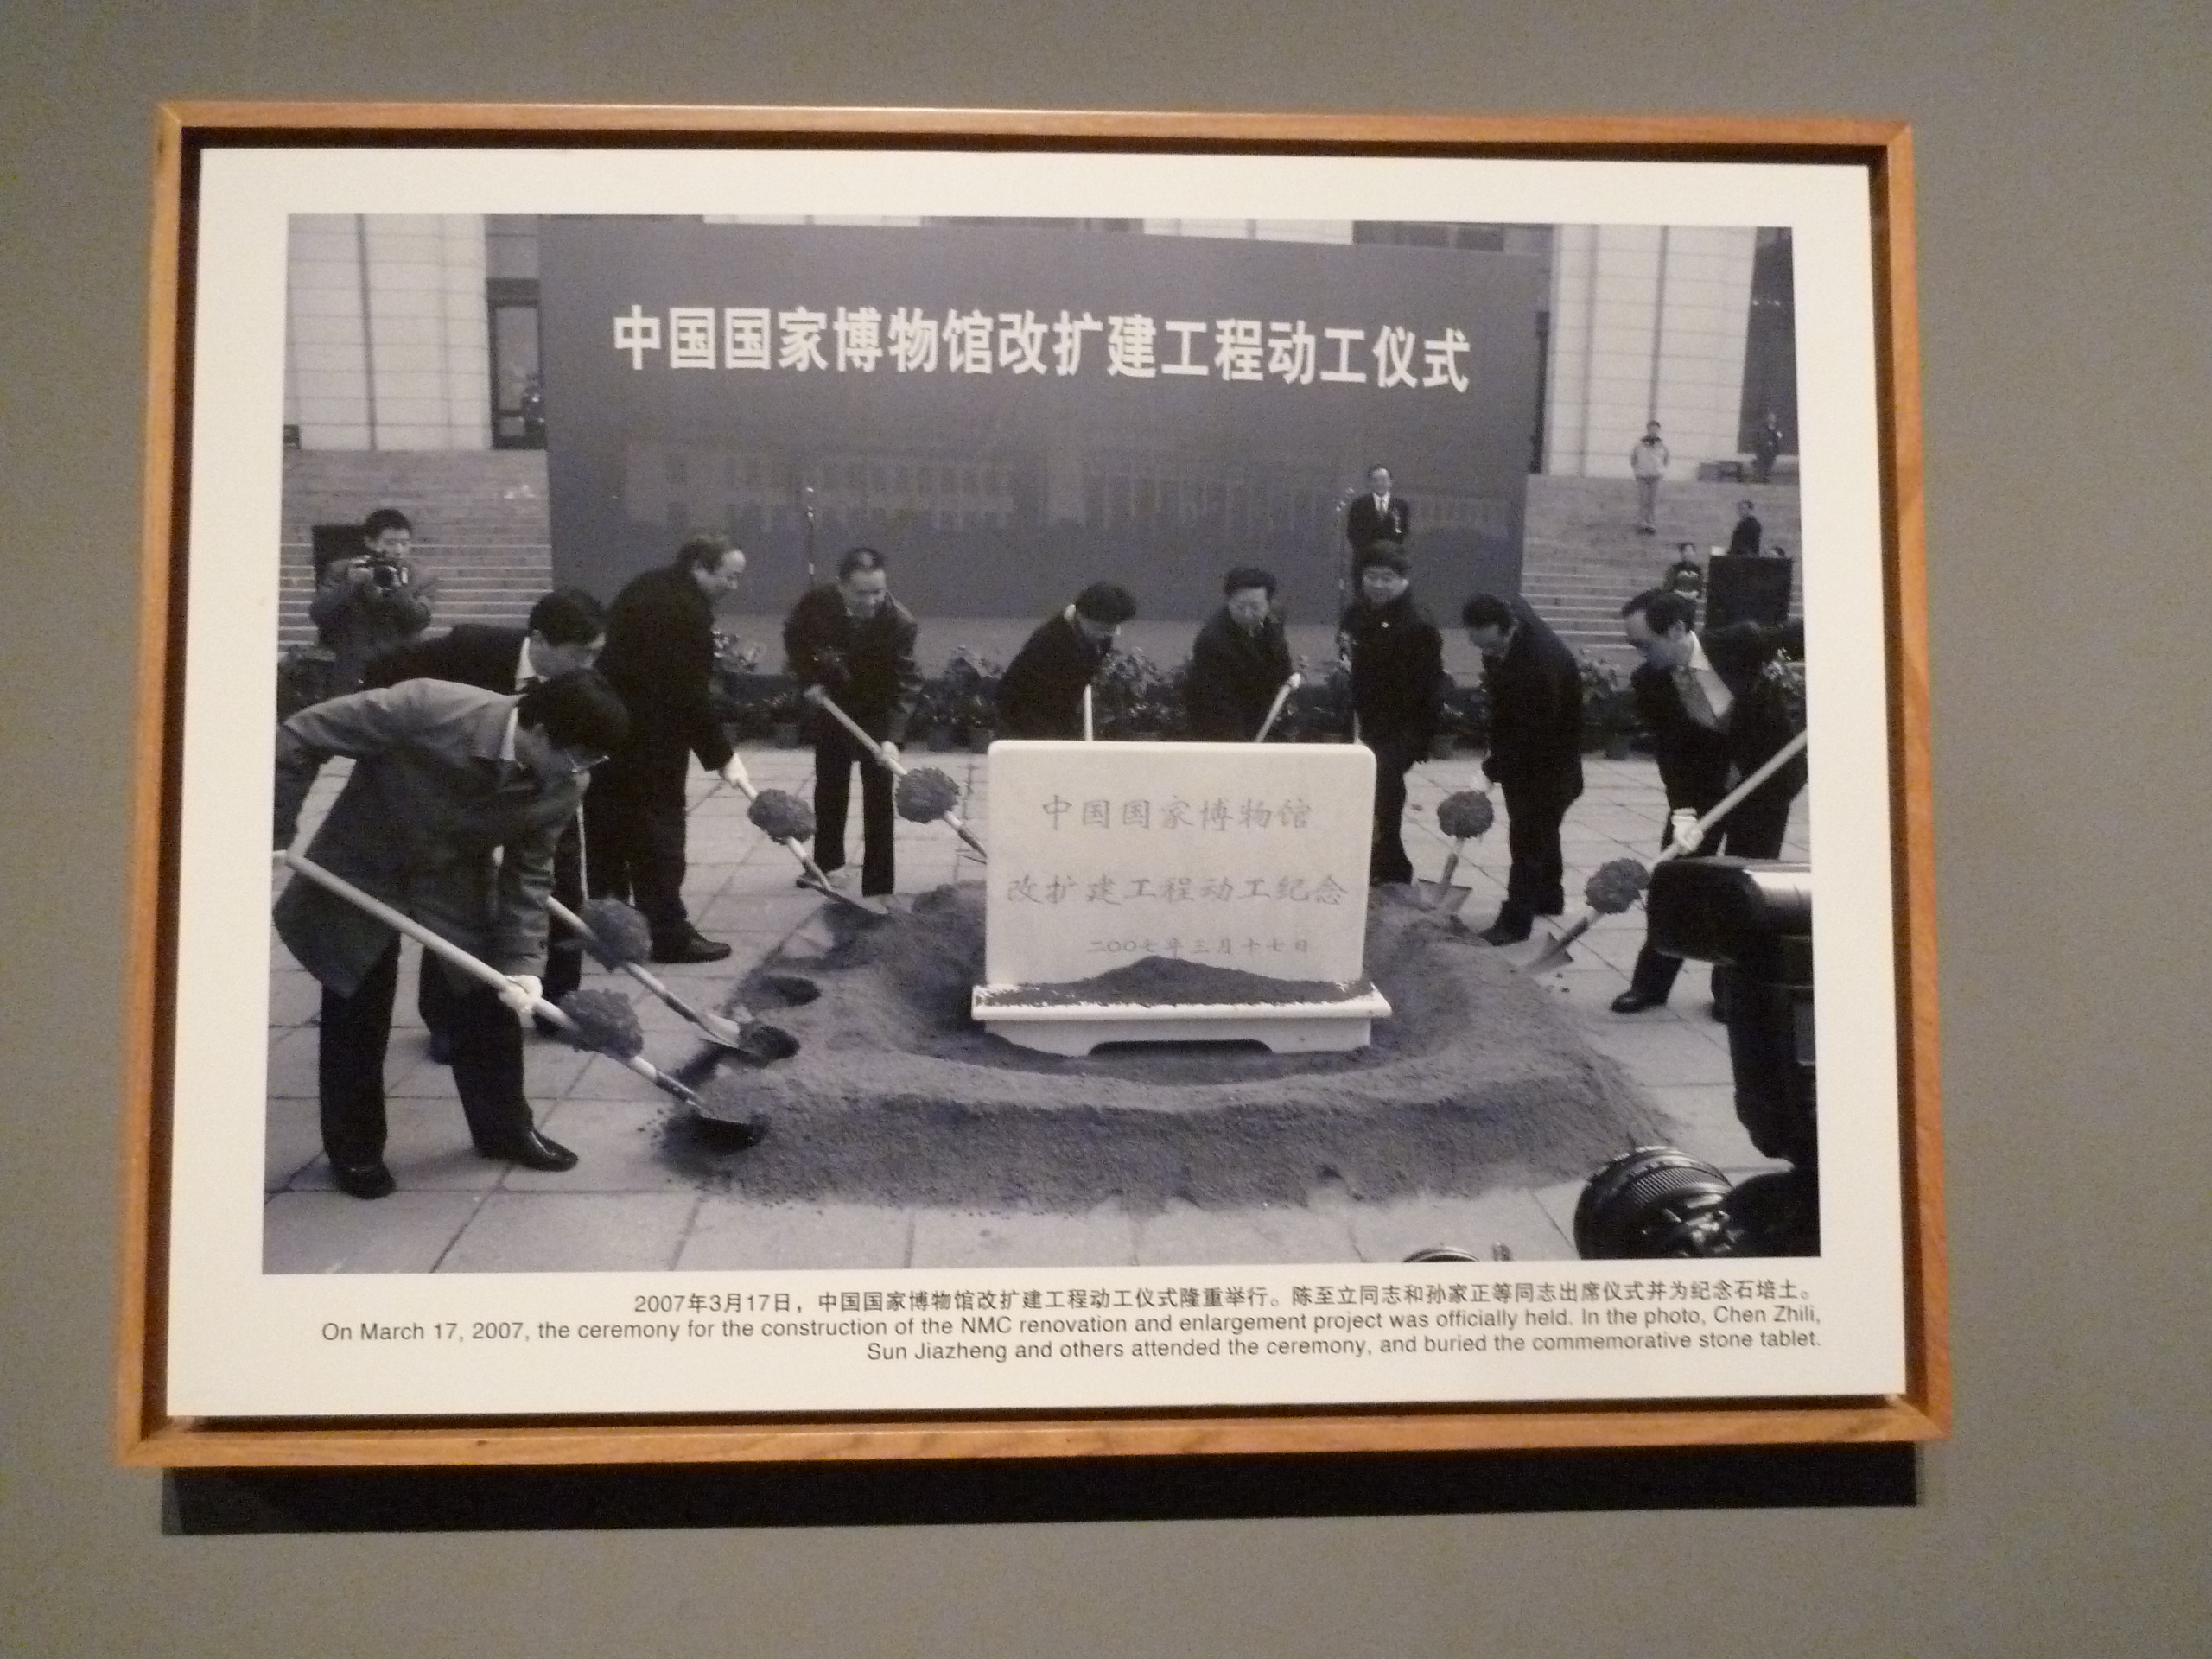 中国国家博物馆改扩建工程动工仪式
中国国家博物馆
改扩建工程动工纪念
二〇〇七年三月十七日
2007年3月17日，中国国家博物馆改扩建工程动工仪式隆重举行。陈至立同志和孙家正等同志出席仪式并为纪念石培土。
On March 17, 2007, the ceremony for the construction of the NMC renovation and enlargement project was officially held. In the photo, Chen Zhili,
Sun Jiazheng and others attended the ceremony, and buried the commemorative stone tablet.